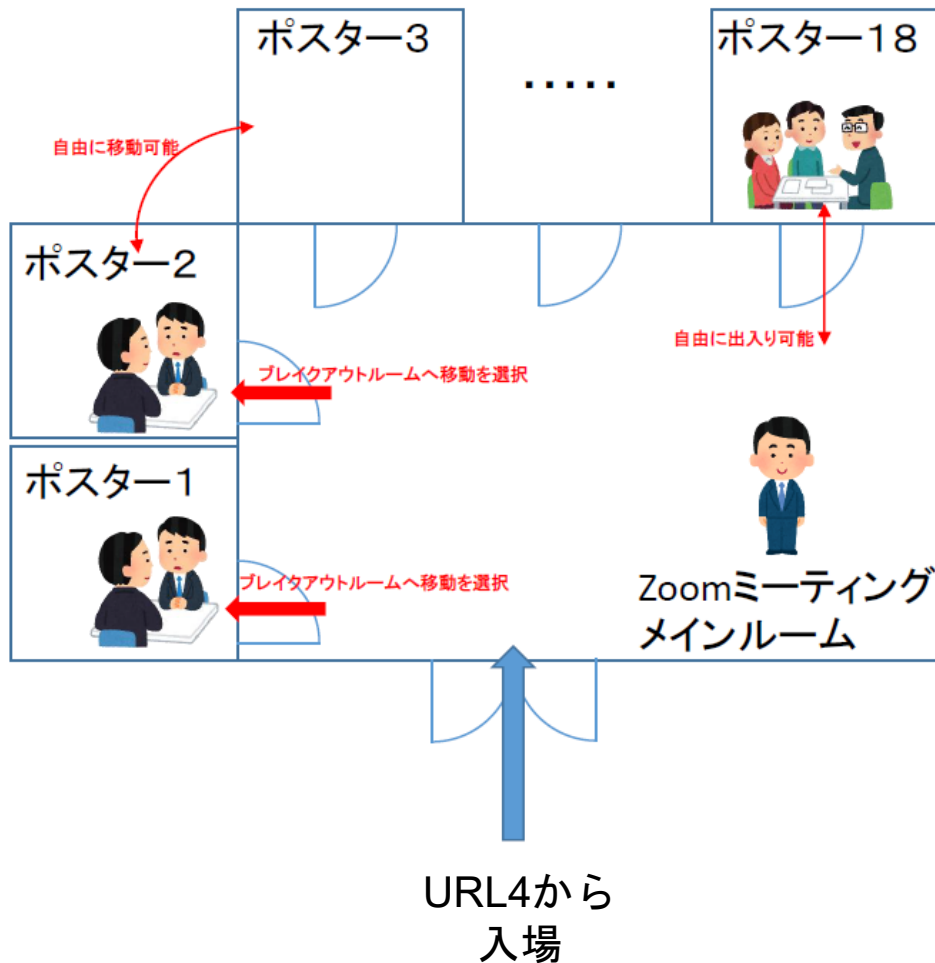 ポスター3
・・・・・
ポスター18
自由に移動可能
ポスター2
自由に出入り可能
ブレイクアウトルームへ移動を選択
ポスター1
ブレイクアウトルームへ移動を選択
Zoomミーティング
メインルーム
URL4から
入場